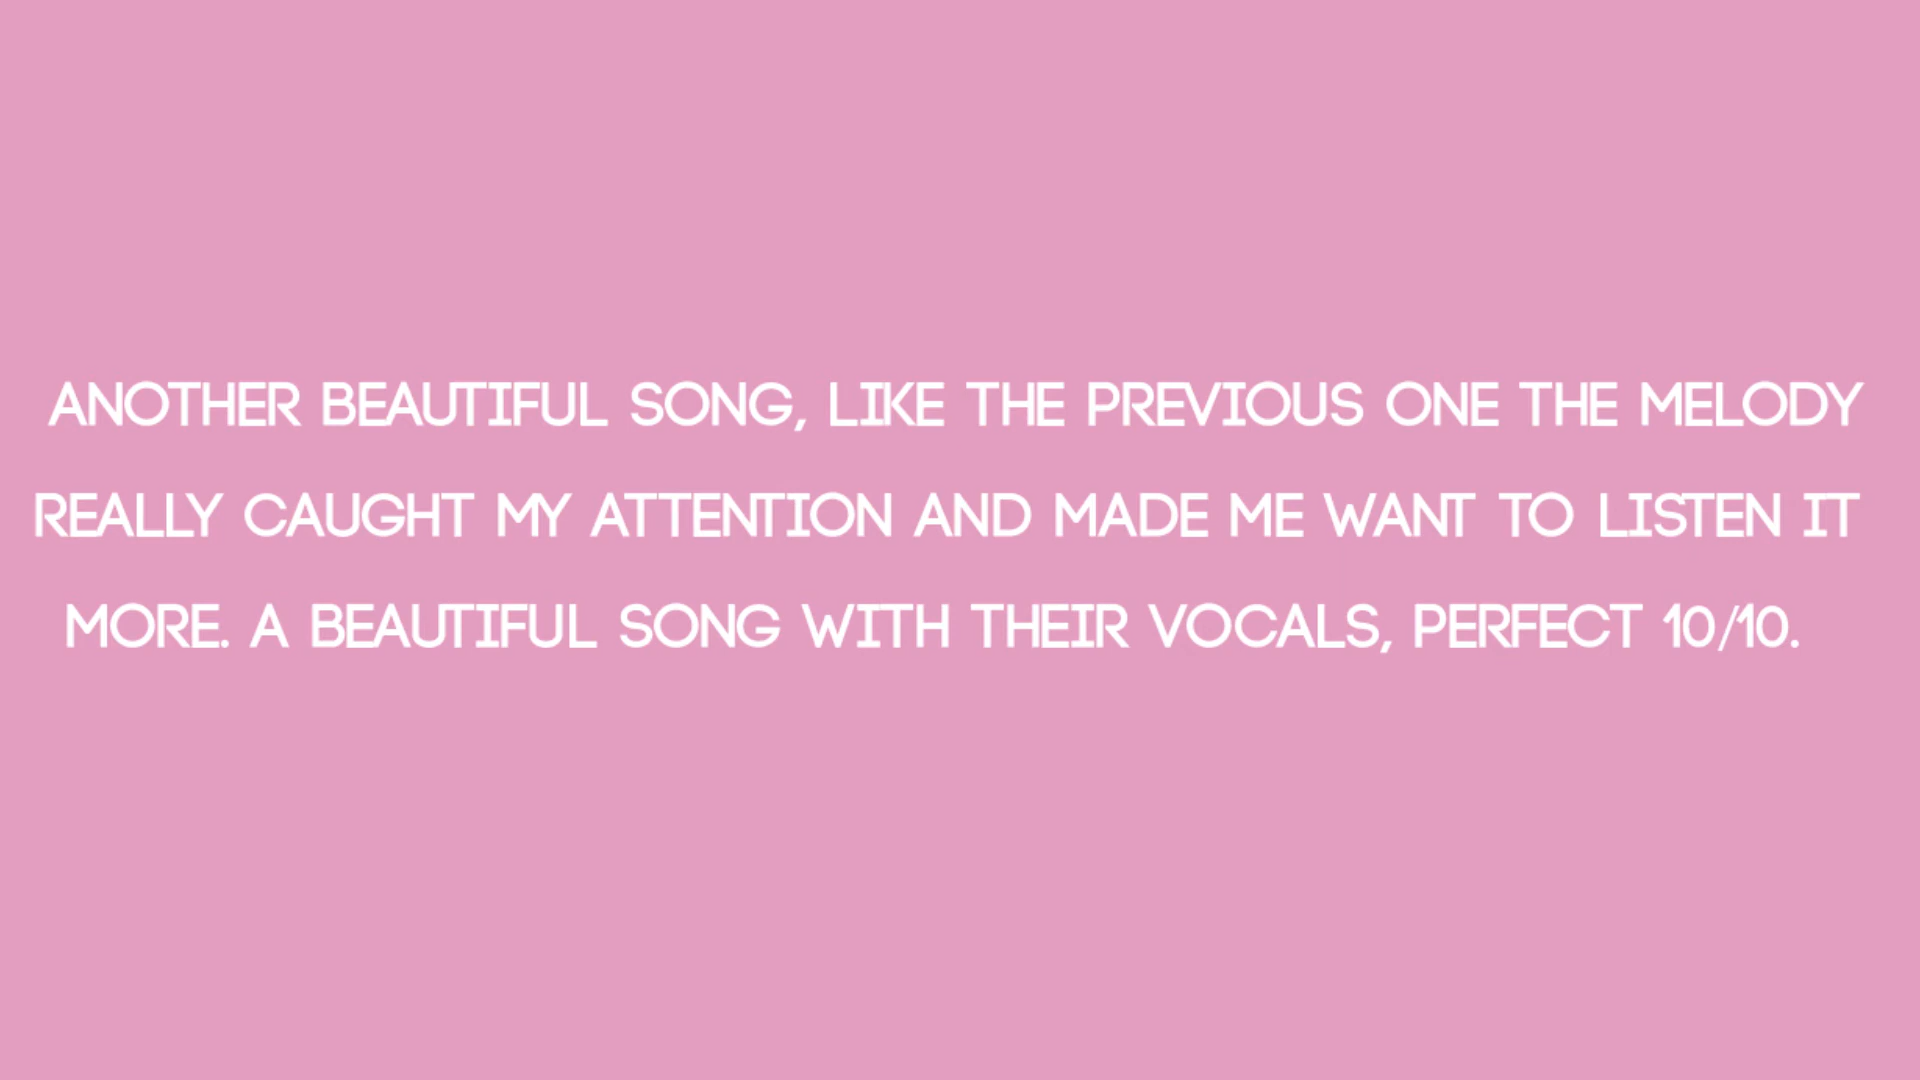 ANOTHER BEAUTIFUL SONG, LIKE THE PREVIOUS ONE THE MELODY
REALLY CAUGHT MY ATTENTION AND MADE ME WANT TO LISTEN IT
MORE. A BEAUTIFUL SONG WITH THEIR VOCALS, PERFECT 10/10.